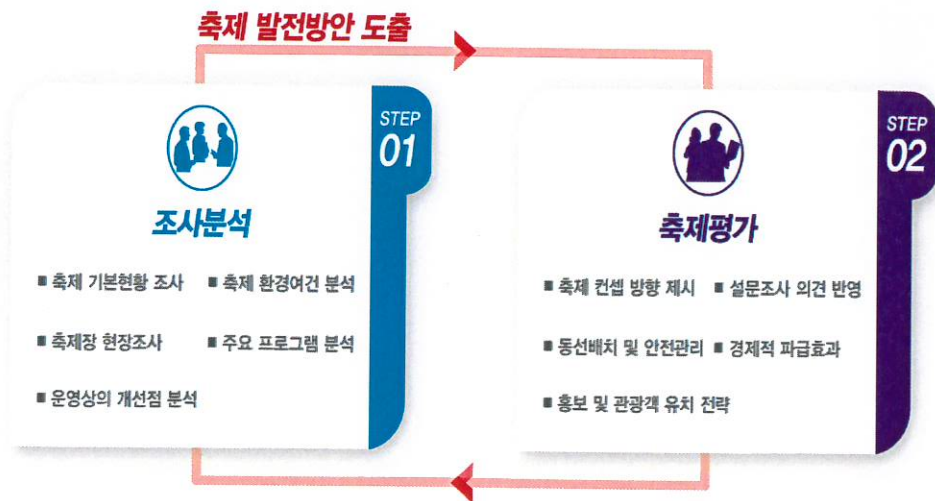 축제 발전방안 도출
STEP
01
조사분석
■ 축제 기본현황 조사 ■ 축제 환경여건 분석
■ 축제장 현장조사 ■ 주요 프로그램 분석
■ 운영상의 개선점 분석
STEP
02
축제평가
■ 축제 컨셉 방향 제시 ■ 설문조사 의견 반영
■ 동선배치 및 안전관리 ■ 경제적 파급효과
■ 홍보 및 관광객 유치 전략